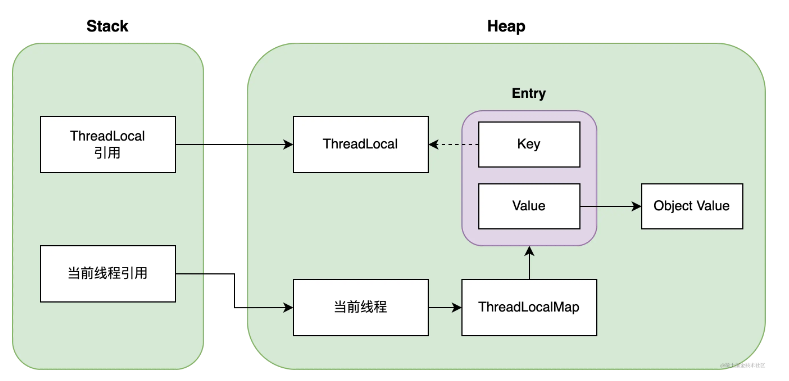 Stack
Heap
Entry
ThreadLocal
引用
ThreadLocal
Key
Value
Object Value
当前线程引用
当前线程
ThreadLocalMap